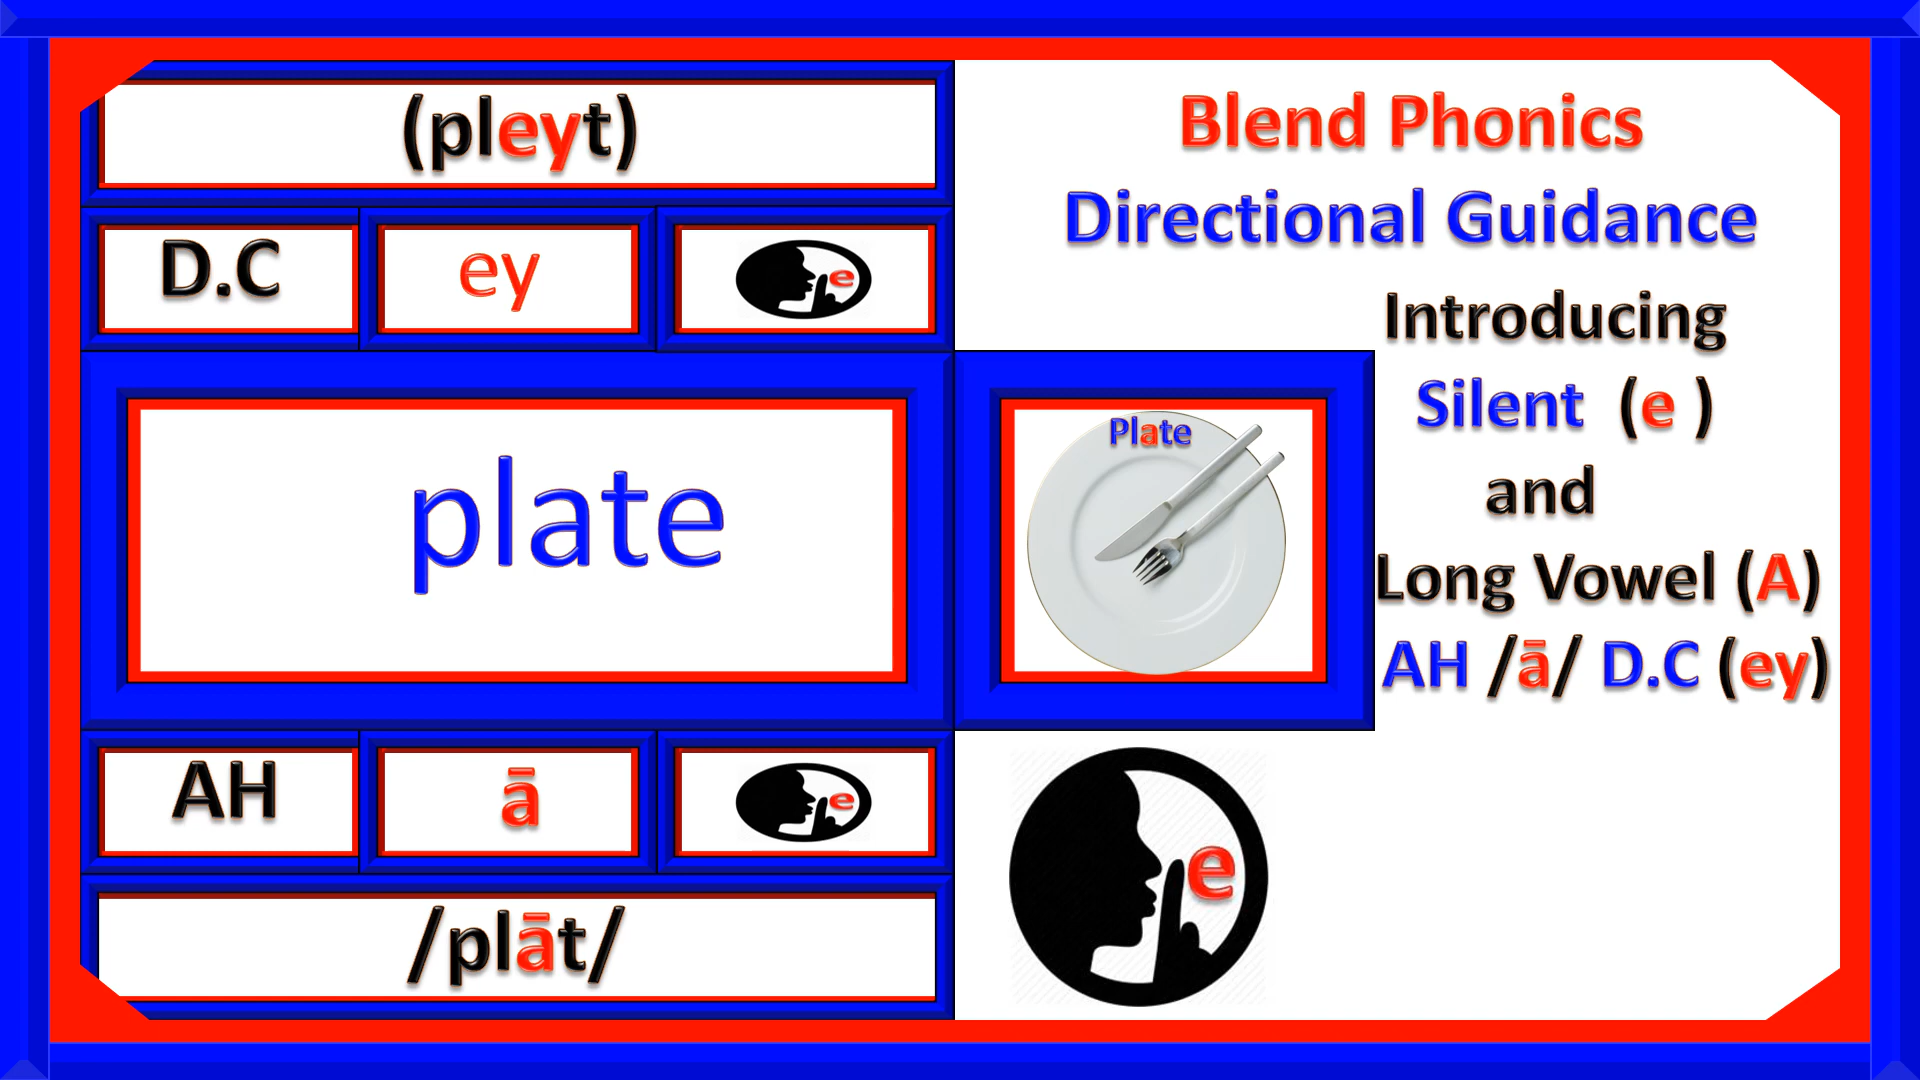 (pleyt)
D.C ey e
plate
Plate
AH ā e
/plāt/
Blend Phonics
Directional Guidance
Introducing
Silent (e )
and
Long Vowel (A)
AH /ā/ D.C (ey)
e